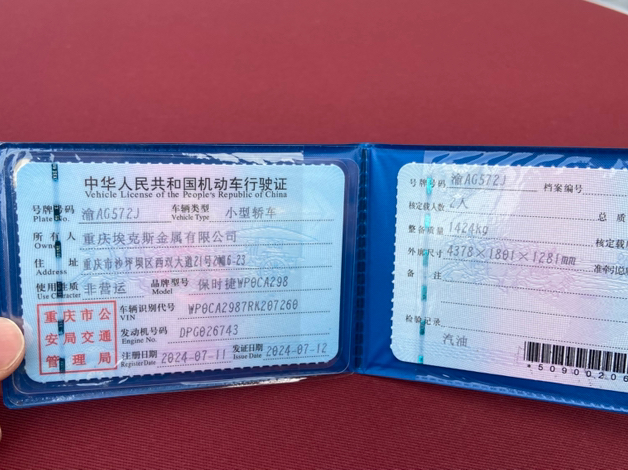 中华人民共和国机动车行驶证
Vehicle License of the People's Republic of China
号牌号码 渝AG572J 车辆类型 小型轿车
Plate No. Vehicle Type
所有人 重庆埃克斯金属有限公司
Owner
住址 重庆市沙坪坝区西双大道21号2幢6-23
Address
使用性质 非营运 品牌型号 保时捷WP0CA298
Use Character Model
重庆市公
安局交通
管理局
车辆识别代号 WP0CA2987RK207260
VIN
发动机号码 DPG026743
Engine No.
注册日期 2024-07-11 发证日期 2024-07-12
Register Date Issue Date
号牌号码 渝AG572J 档案编号
核定载人数 2人 总质
整备质量 1424kg 核定载
外廓尺寸 4378×1801×1281 准牵引总
备注
检验记录
汽油